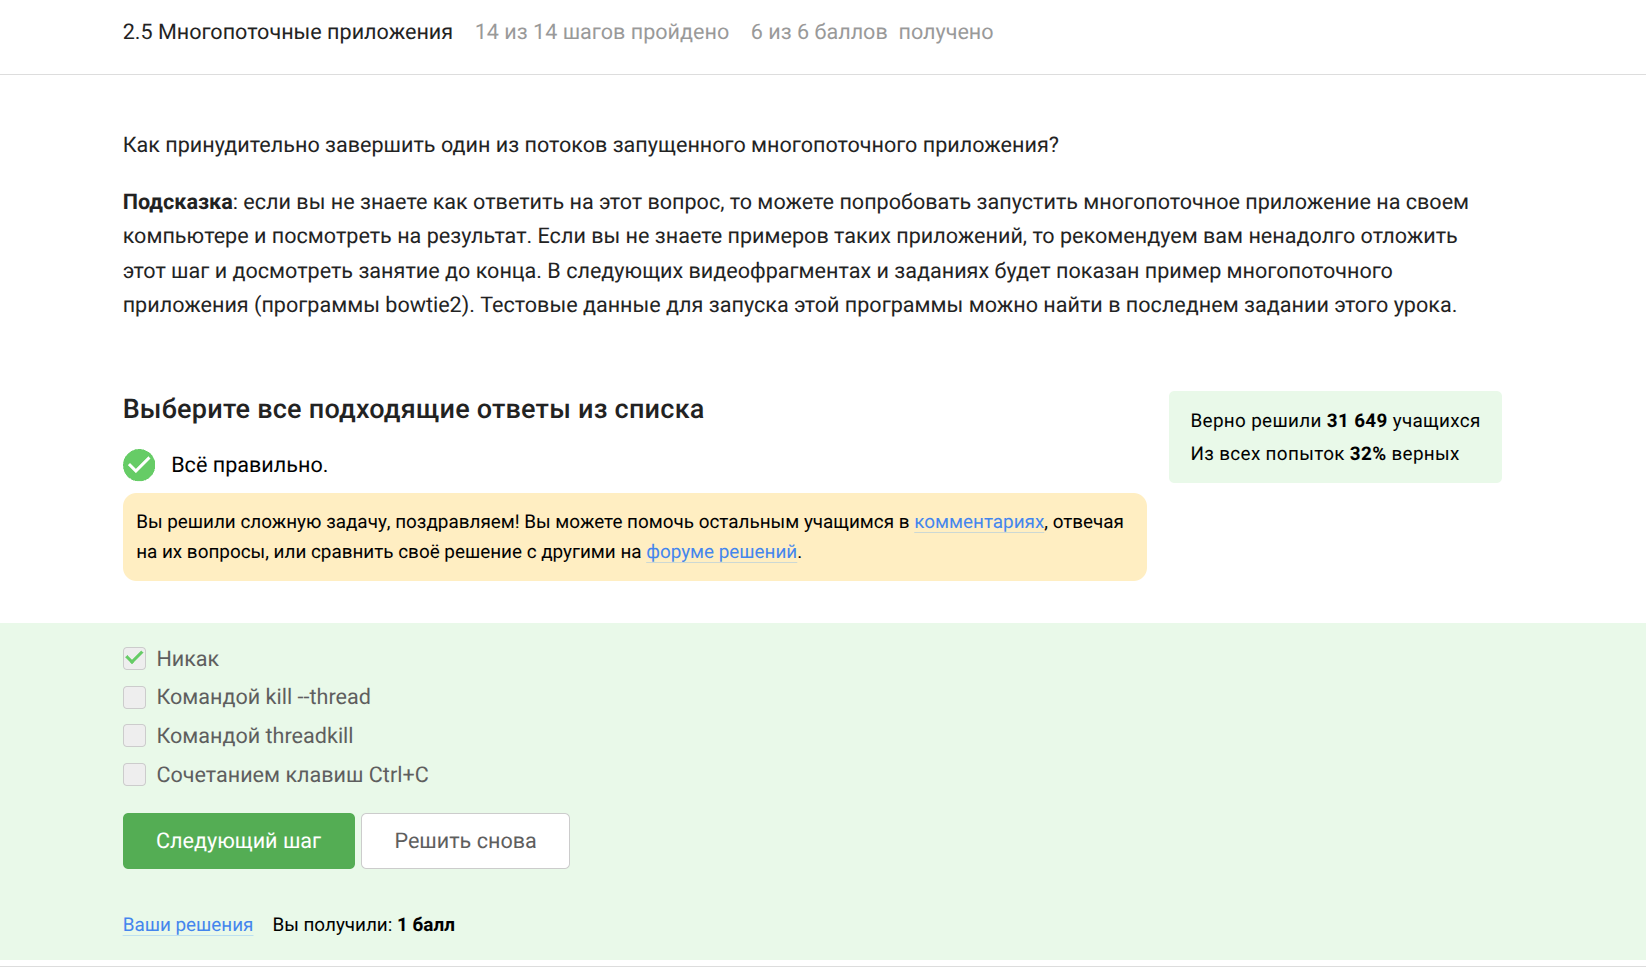 2.5 Многопоточные приложения 14 из 14 шагов пройдено 6 из 6 баллов получено
Как принудительно завершить один из потоков запущенного многопоточного приложения?
Подсказка: если вы не знаете как ответить на этот вопрос, то можете попробовать запустить многопоточное приложение на своем
компьютере и посмотреть на результат. Если вы не знаете примеров таких приложений, то рекомендуем вам ненадолго отложить
этот шаг и досмотреть занятие до конца. В следующих видеофрагментах и заданиях будет показан пример многопоточного
приложения (программы bowtie2). Тестовые данные для запуска этой программы можно найти в последнем задании этого урока.
Выберите все подходящие ответы из списка
Верно решили 31 649 учащихся
Из всех попыток 32% верных
Всё правильно.
Вы решили сложную задачу, поздравляем! Вы можете помочь остальным учащимся в комментариях, отвечая
на их вопросы, или сравнить своё решение с другими на форуме решений.
Никак
Командой kill --thread
Командой threadkill
Сочетанием клавиш Ctrl+C
Следующий шаг Решить снова
Ваши решения Вы получили: 1 балл